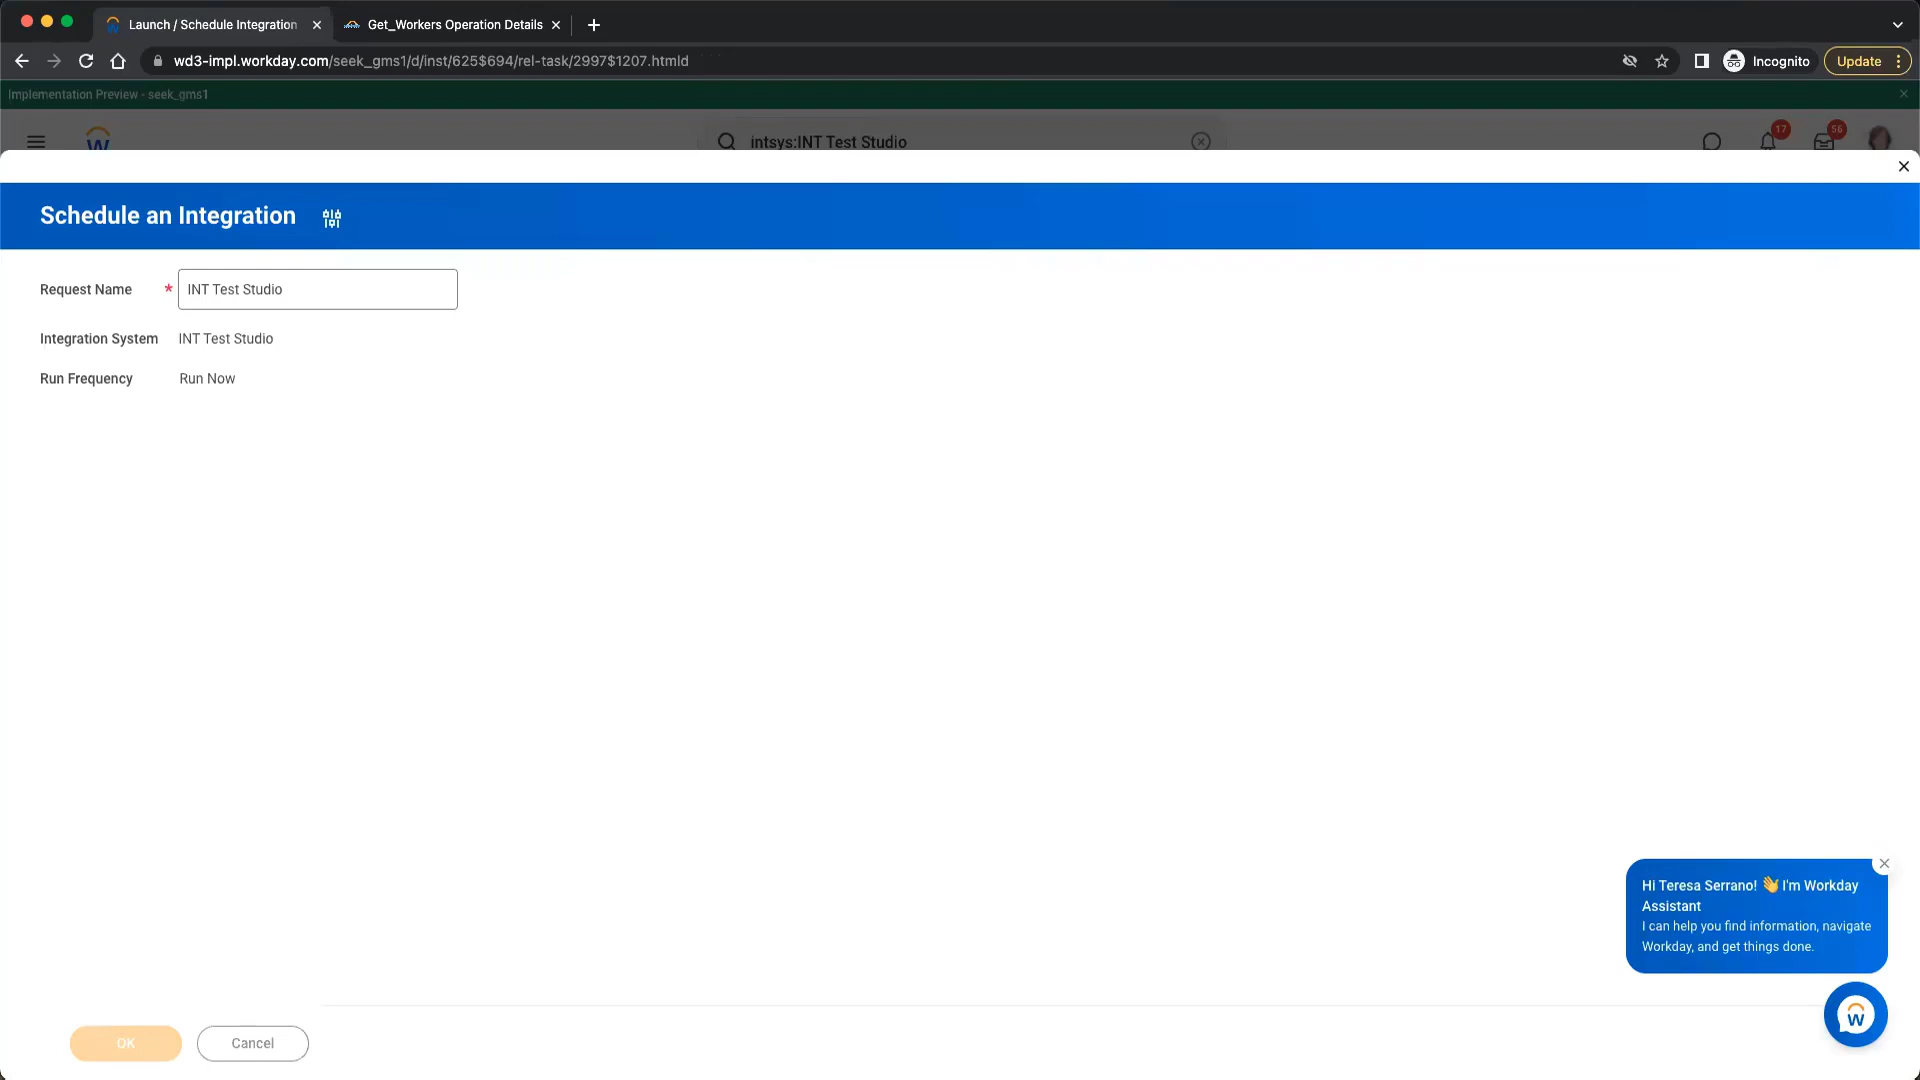 Launch / Schedule Integration
Get_Workers Operation Details
wd3-impl.workday.com/seek_gms1/d/inst/625$694/rel-task/2997$1207.htmld
Incognito
Update
Implementation Preview - seek_gms1
W
intsys:INT Test Studio
17
56
Schedule an Integration
Request Name * INT Test Studio
Integration System INT Test Studio
Run Frequency Run Now
Hi Teresa Serrano! 👋 I'm Workday
Assistant
I can help you find information, navigate
Workday, and get things done.
W
OK
Cancel